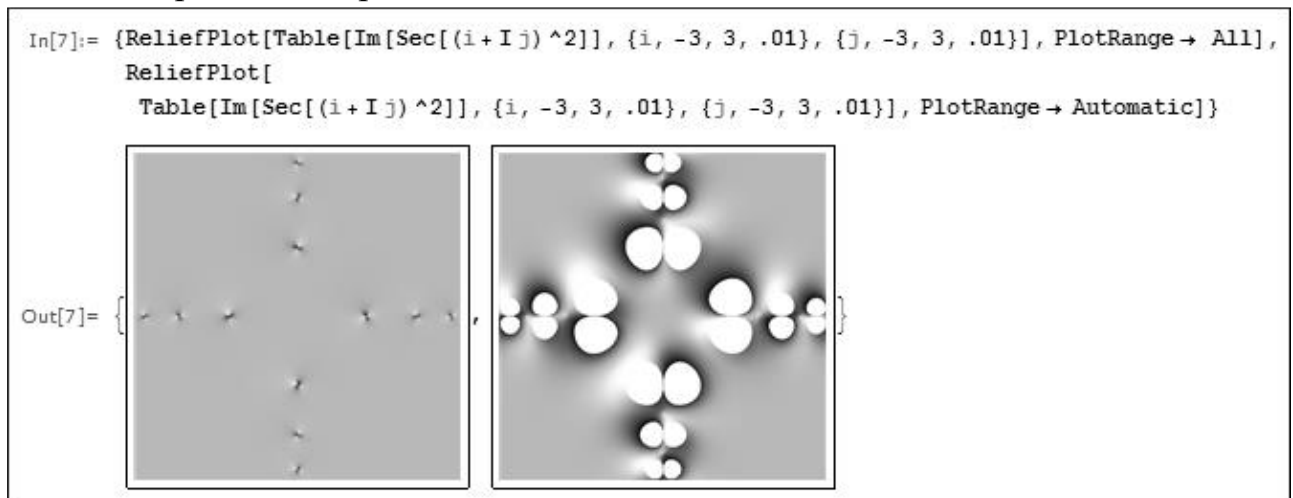 In[7]:= {ReliefPlot[Table[Im[Sec[(i + I j)^2]], {i, -3, 3, .01}, {j, -3, 3, .01}], PlotRange → All],
ReliefPlot[
Table[Im[Sec[(i + I j)^2]], {i, -3, 3, .01}, {j, -3, 3, .01}], PlotRange → Automatic]}
Out[7]= { , }